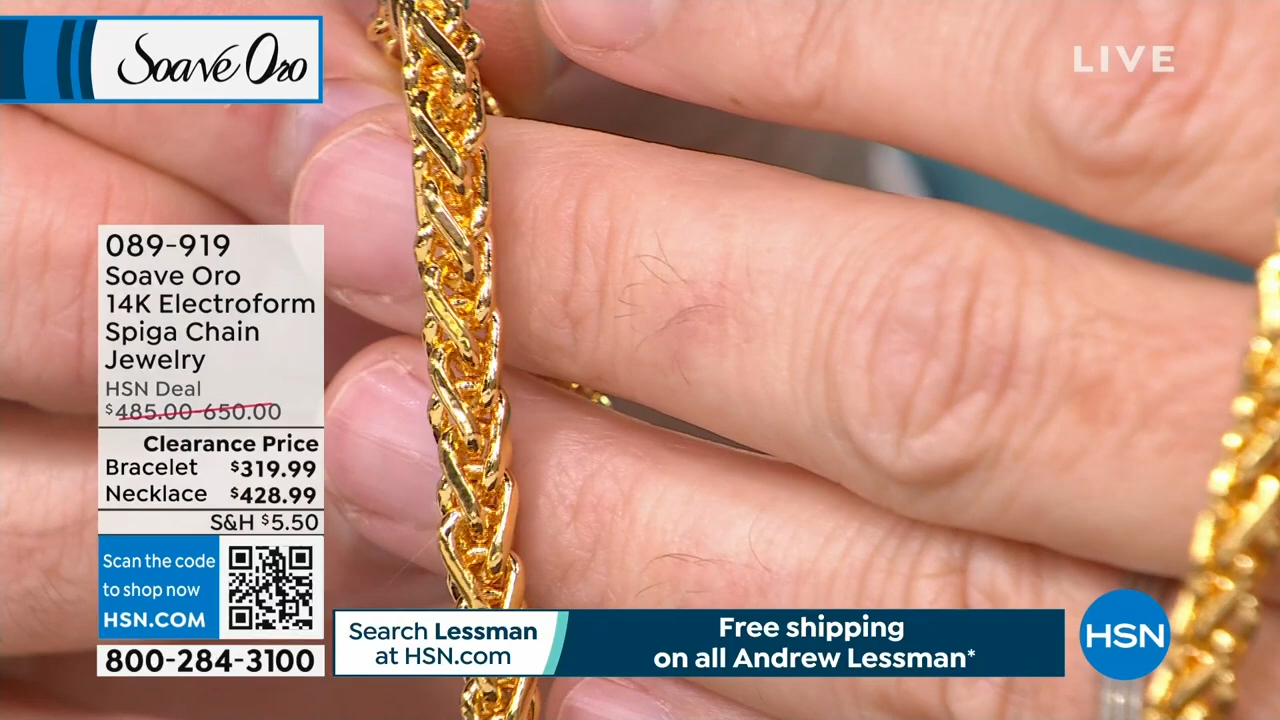 Soavé Oro
LIVE
089-919
Soave Oro
14K Electroform
Spiga Chain
Jewelry
HSN Deal
$485.00-650.00
Clearance Price
Bracelet $319.99
Necklace $428.99
S&H $5.50
Scan the code
to shop now
HSN.COM
800-284-3100
Search Lessman
at HSN.com
Free shipping
on all Andrew Lessman*
HSN